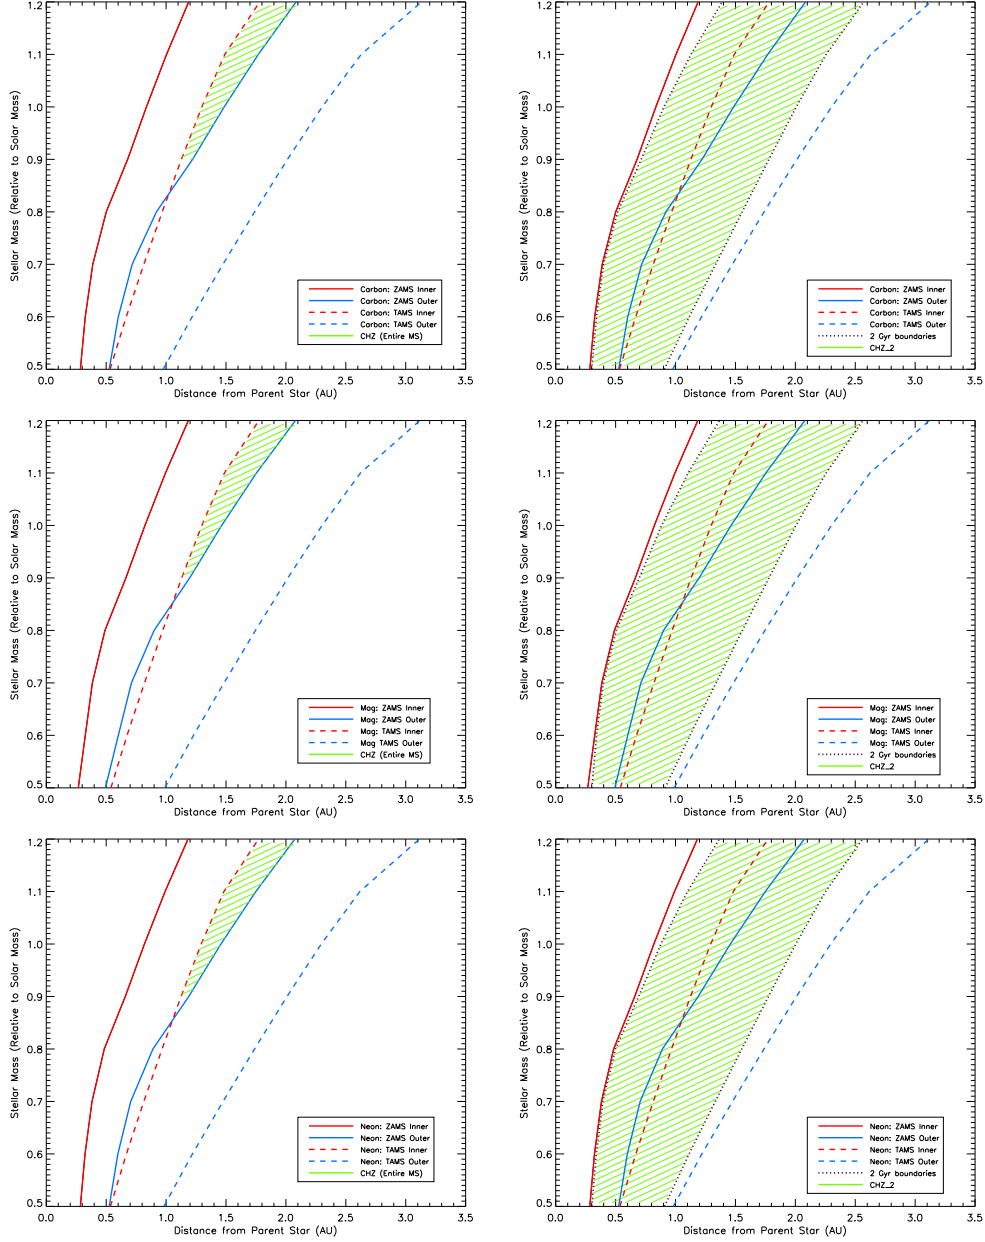 1.2
1.1
1.0
0.9
0.8
0.7
0.6
0.5
Stellar Mass (Relative to Solar Mass)
Carbon: ZAMS Inner
Carbon: ZAMS Outer
Carbon: TAMS Inner
Carbon: TAMS Outer
CHZ (Entire MS)
0.0 0.5 1.0 1.5 2.0 2.5 3.0 3.5
Distance from Parent Star (AU)
1.2
1.1
1.0
0.9
0.8
0.7
0.6
0.5
Stellar Mass (Relative to Solar Mass)
Carbon: ZAMS Inner
Carbon: ZAMS Outer
Carbon: TAMS Inner
Carbon: TAMS Outer
2 Gyr boundaries
CHZ_2
0.0 0.5 1.0 1.5 2.0 2.5 3.0 3.5
Distance from Parent Star (AU)
1.2
1.1
1.0
0.9
0.8
0.7
0.6
0.5
Stellar Mass (Relative to Solar Mass)
Mag: ZAMS Inner
Mag: ZAMS Outer
Mag: TAMS Inner
Mag TAMS Outer
CHZ (Entire MS)
0.0 0.5 1.0 1.5 2.0 2.5 3.0 3.5
Distance from Parent Star (AU)
1.2
1.1
1.0
0.9
0.8
0.7
0.6
0.5
Stellar Mass (Relative to Solar Mass)
Mag: ZAMS Inner
Mag: ZAMS Outer
Mag: TAMS Inner
Mag: TAMS Outer
2 Gyr boundaries
CHZ_2
0.0 0.5 1.0 1.5 2.0 2.5 3.0 3.5
Distance from Parent Star (AU)
1.2
1.1
1.0
0.9
0.8
0.7
0.6
0.5
Stellar Mass (Relative to Solar Mass)
Neon: ZAMS Inner
Neon: ZAMS Outer
Neon: TAMS Inner
Neon: TAMS Outer
CHZ (Entire MS)
0.0 0.5 1.0 1.5 2.0 2.5 3.0 3.5
Distance from Parent Star (AU)
1.2
1.1
1.0
0.9
0.8
0.7
0.6
0.5
Stellar Mass (Relative to Solar Mass)
Neon: ZAMS Inner
Neon: ZAMS Outer
Neon: TAMS Inner
Neon: TAMS Outer
2 Gyr boundaries
CHZ_2
0.0 0.5 1.0 1.5 2.0 2.5 3.0 3.5
Distance from Parent Star (AU)